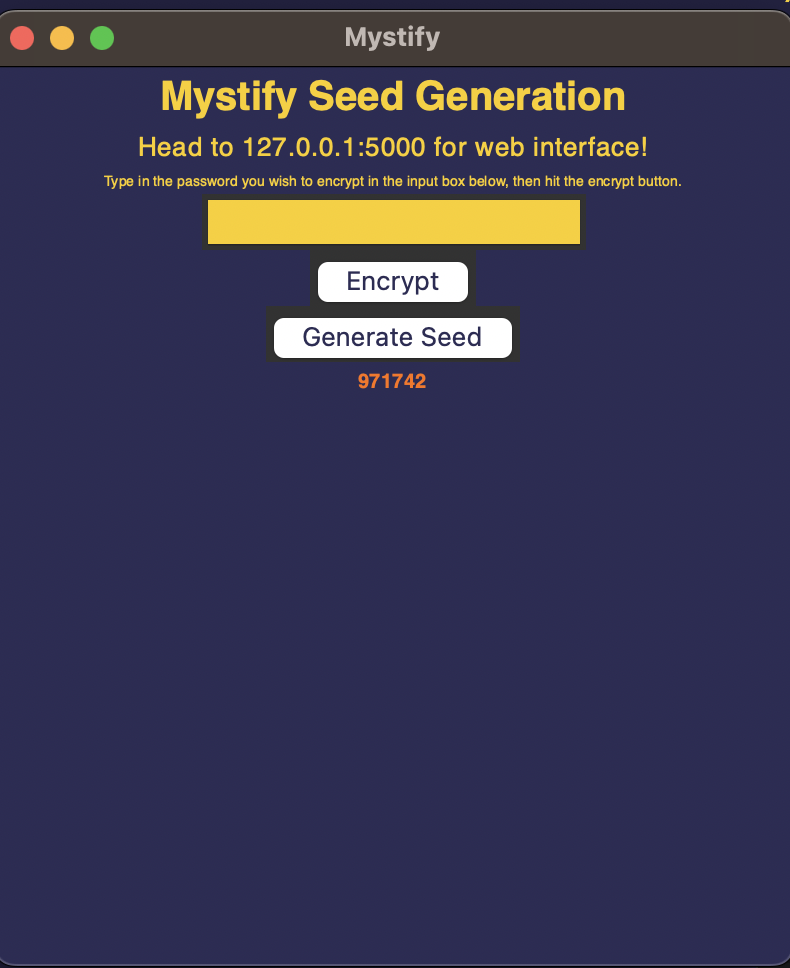 Mystify
Mystify Seed Generation
Head to 127.0.0.1:5000 for web interface!
Type in the password you wish to encrypt in the input box below, then hit the encrypt button.
Encrypt
Generate Seed
971742